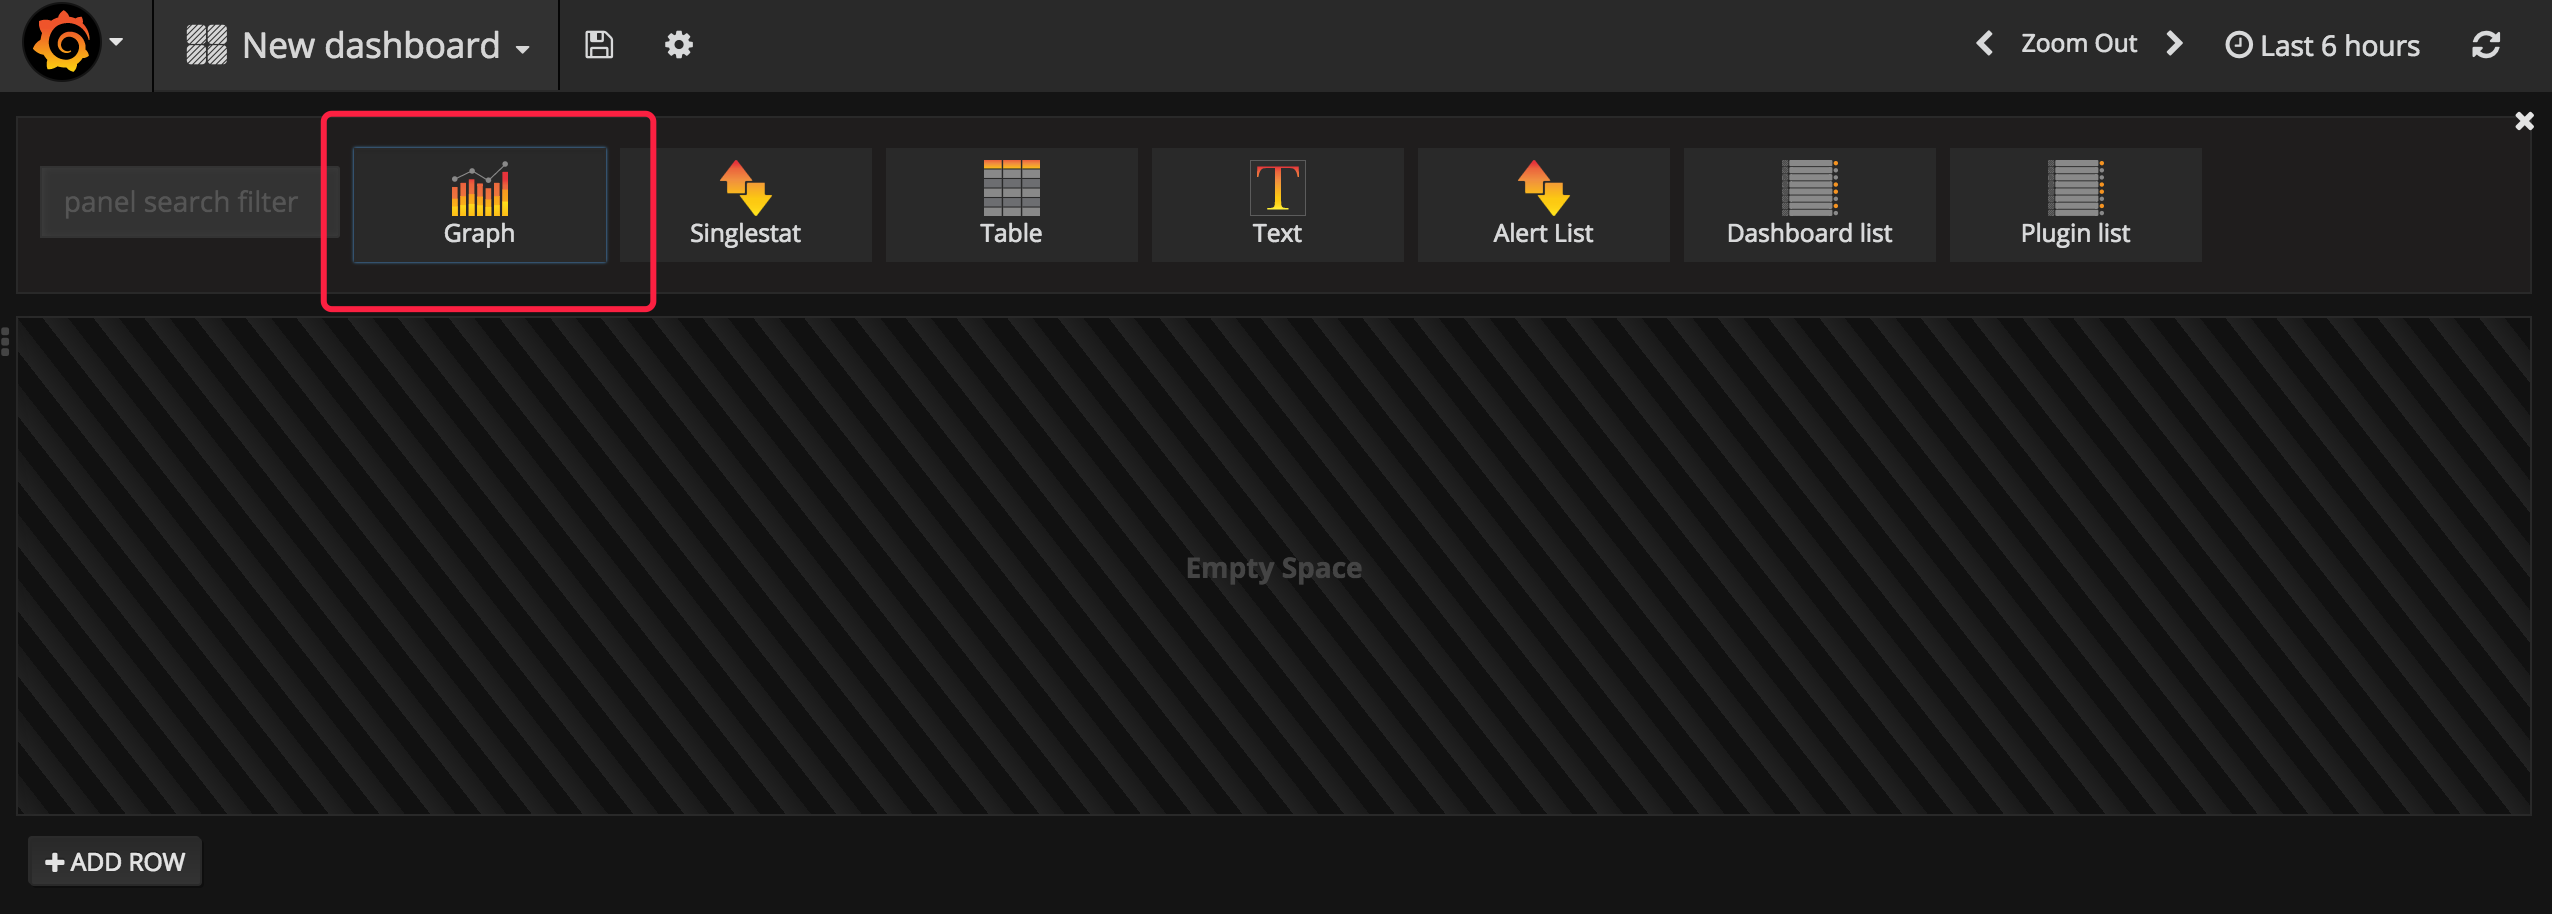 New dashboard
Zoom Out
Last 6 hours
panel search filter
Graph
Singlestat
Table
Text
Alert List
Dashboard list
Plugin list
Empty Space
ADD ROW